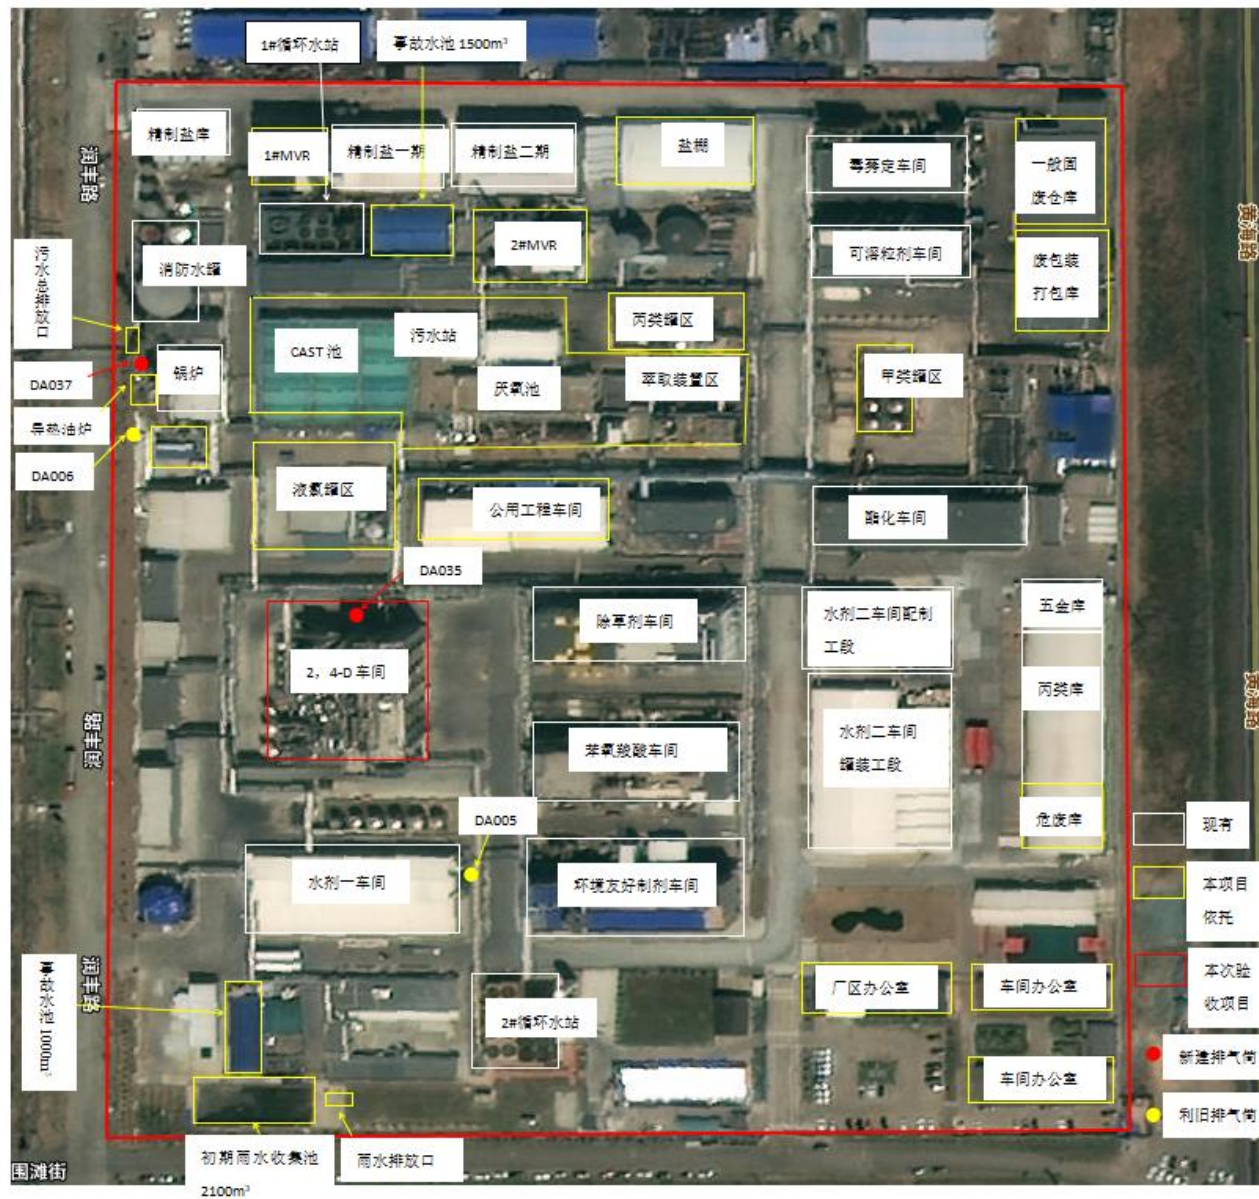 1#循环水站
事故水池 1500m³
精制盐库
1#MVR
精制盐一期
精制盐二期
盐棚
毒莠定车间
一般固
废仓库
润丰路
黄海路
消防水罐
2#MVR
可溶粒剂车间
废包装
打包库
污水总排放口
CAST 池
污水站
丙类罐区
DA037
锅炉
厌氧池
萃取装置区
甲类罐区
导热油炉
DA006
液氯罐区
公用工程车间
酯化车间
DA035
除草剂车间
水剂二车间配制
工段
五金库
2，4-D 车间
丙类库
润丰路
黄海路
苯氧羧酸车间
水剂二车间
罐装工段
DA005
危废库
现有
水剂一车间
环境友好制剂车间
本项目
依托
事故水池 1000m³
润丰路
2#循环水站
厂区办公室
车间办公室
本次验
收项目
车间办公室
新建排气筒
利旧排气筒
初期雨水收集池
2100m³
雨水排放口
围滩街